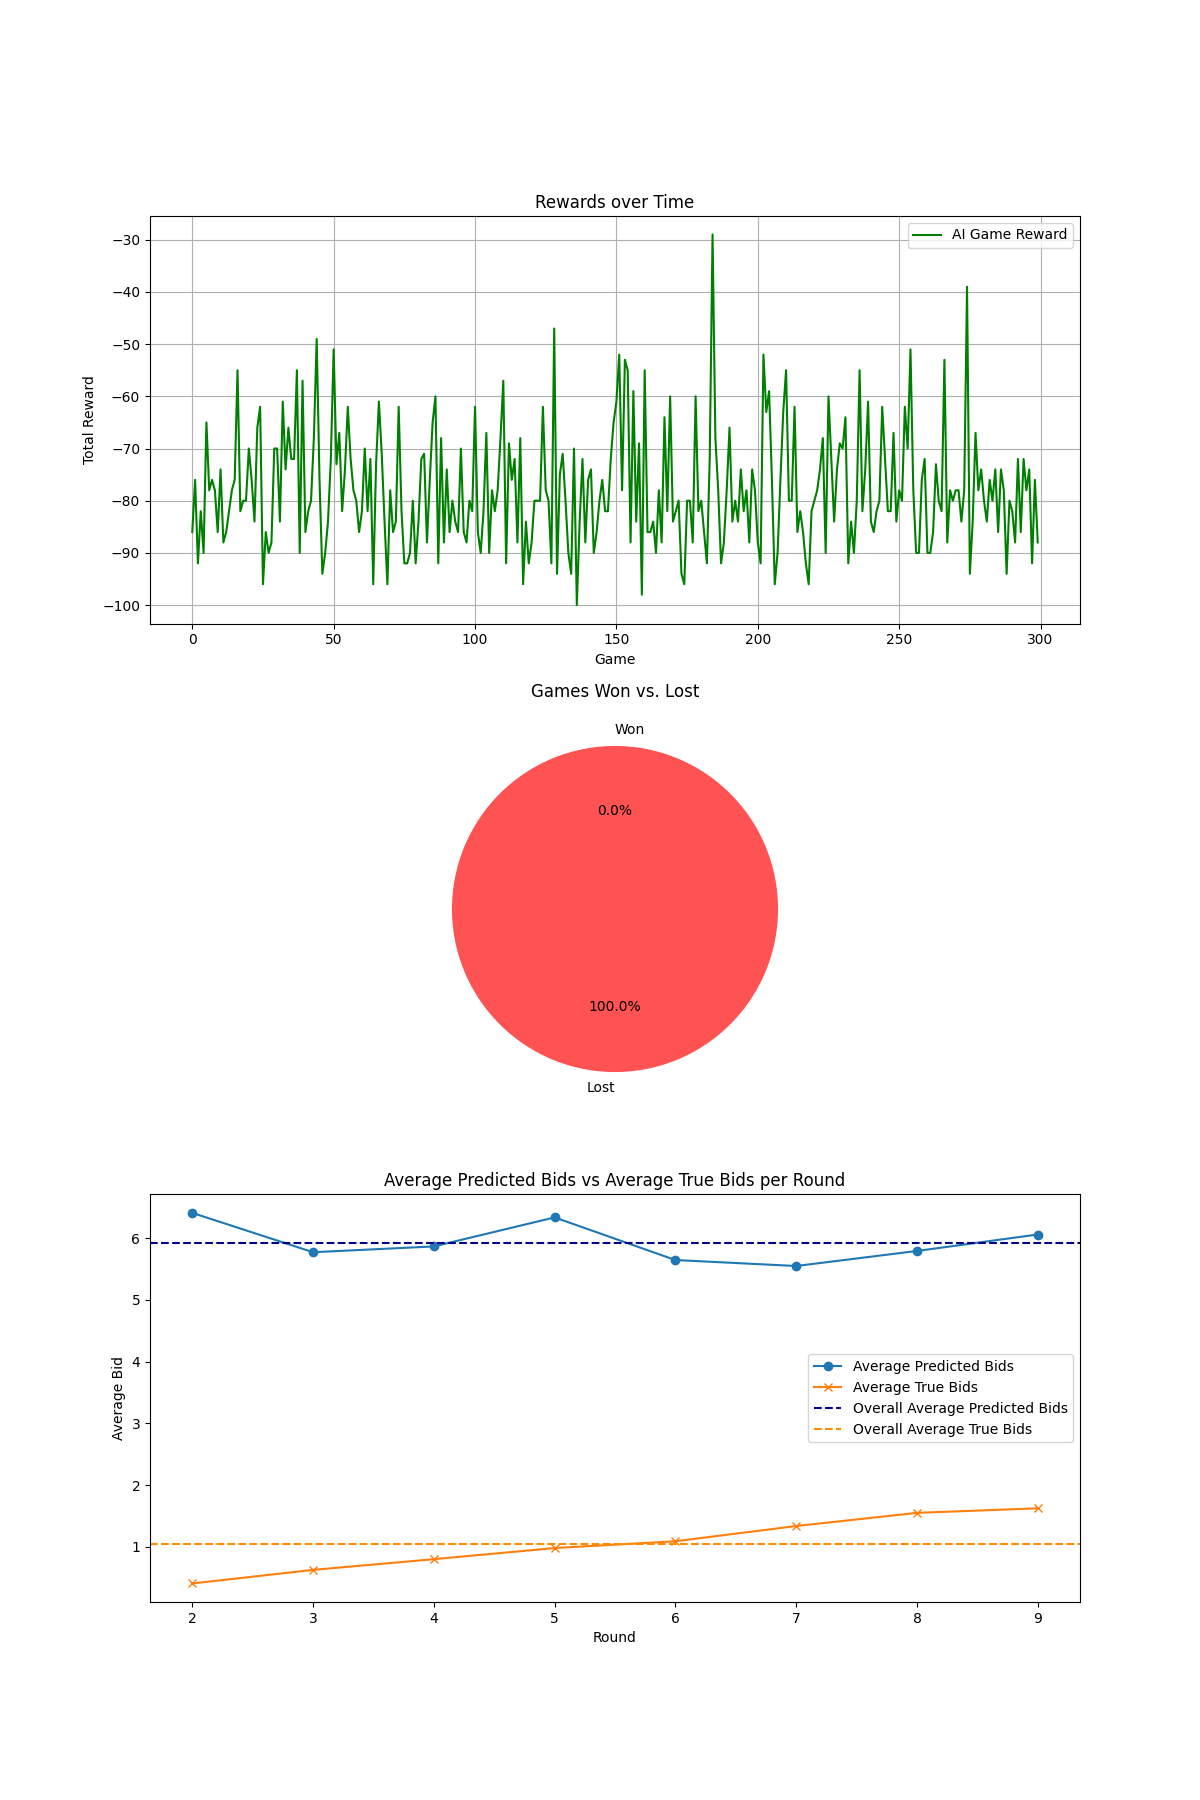 Rewards over Time
AI Game Reward
−30
−40
−50
−60
−70
−80
−90
−100
Total Reward
0 50 100 150 200 250 300
Game
Games Won vs. Lost
Won
0.0%
100.0%
Lost
Average Predicted Bids vs Average True Bids per Round
6
5
4
3
2
1
Average Bid
Average Predicted Bids
Average True Bids
Overall Average Predicted Bids
Overall Average True Bids
2 3 4 5 6 7 8 9
Round